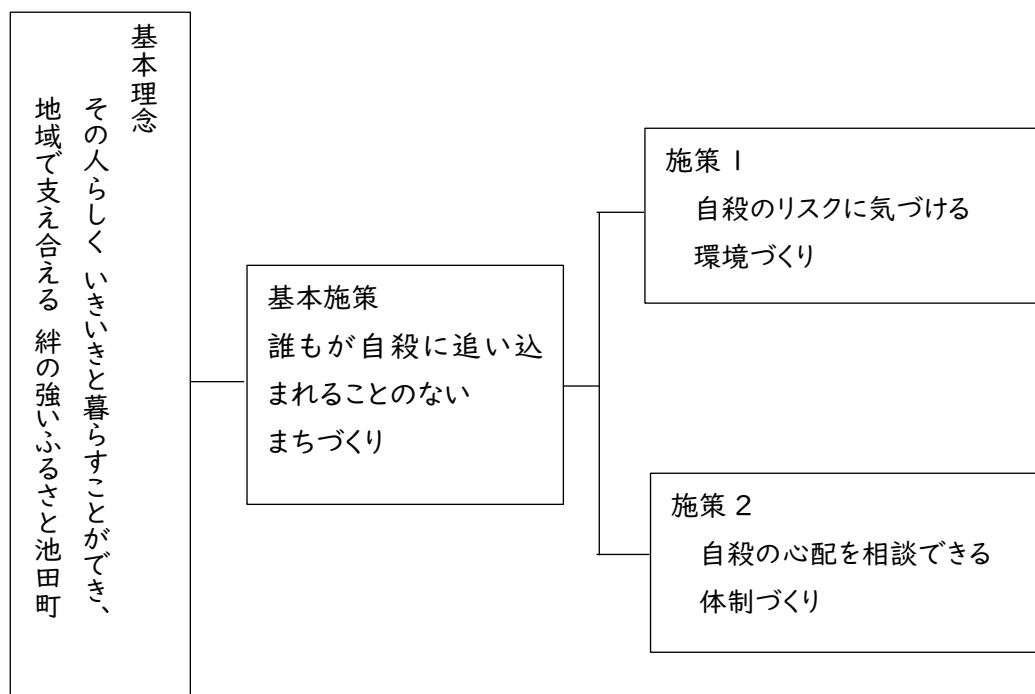 基本理念
その人らしく いきいきと暮らすことができ、
地域で支え合える 絆の強いふるさと池田町
基本施策
誰もが自殺に追い込
まれることのない
まちづくり
施策 1
自殺のリスクに気づける
環境づくり
施策 2
自殺の心配を相談できる
体制づくり